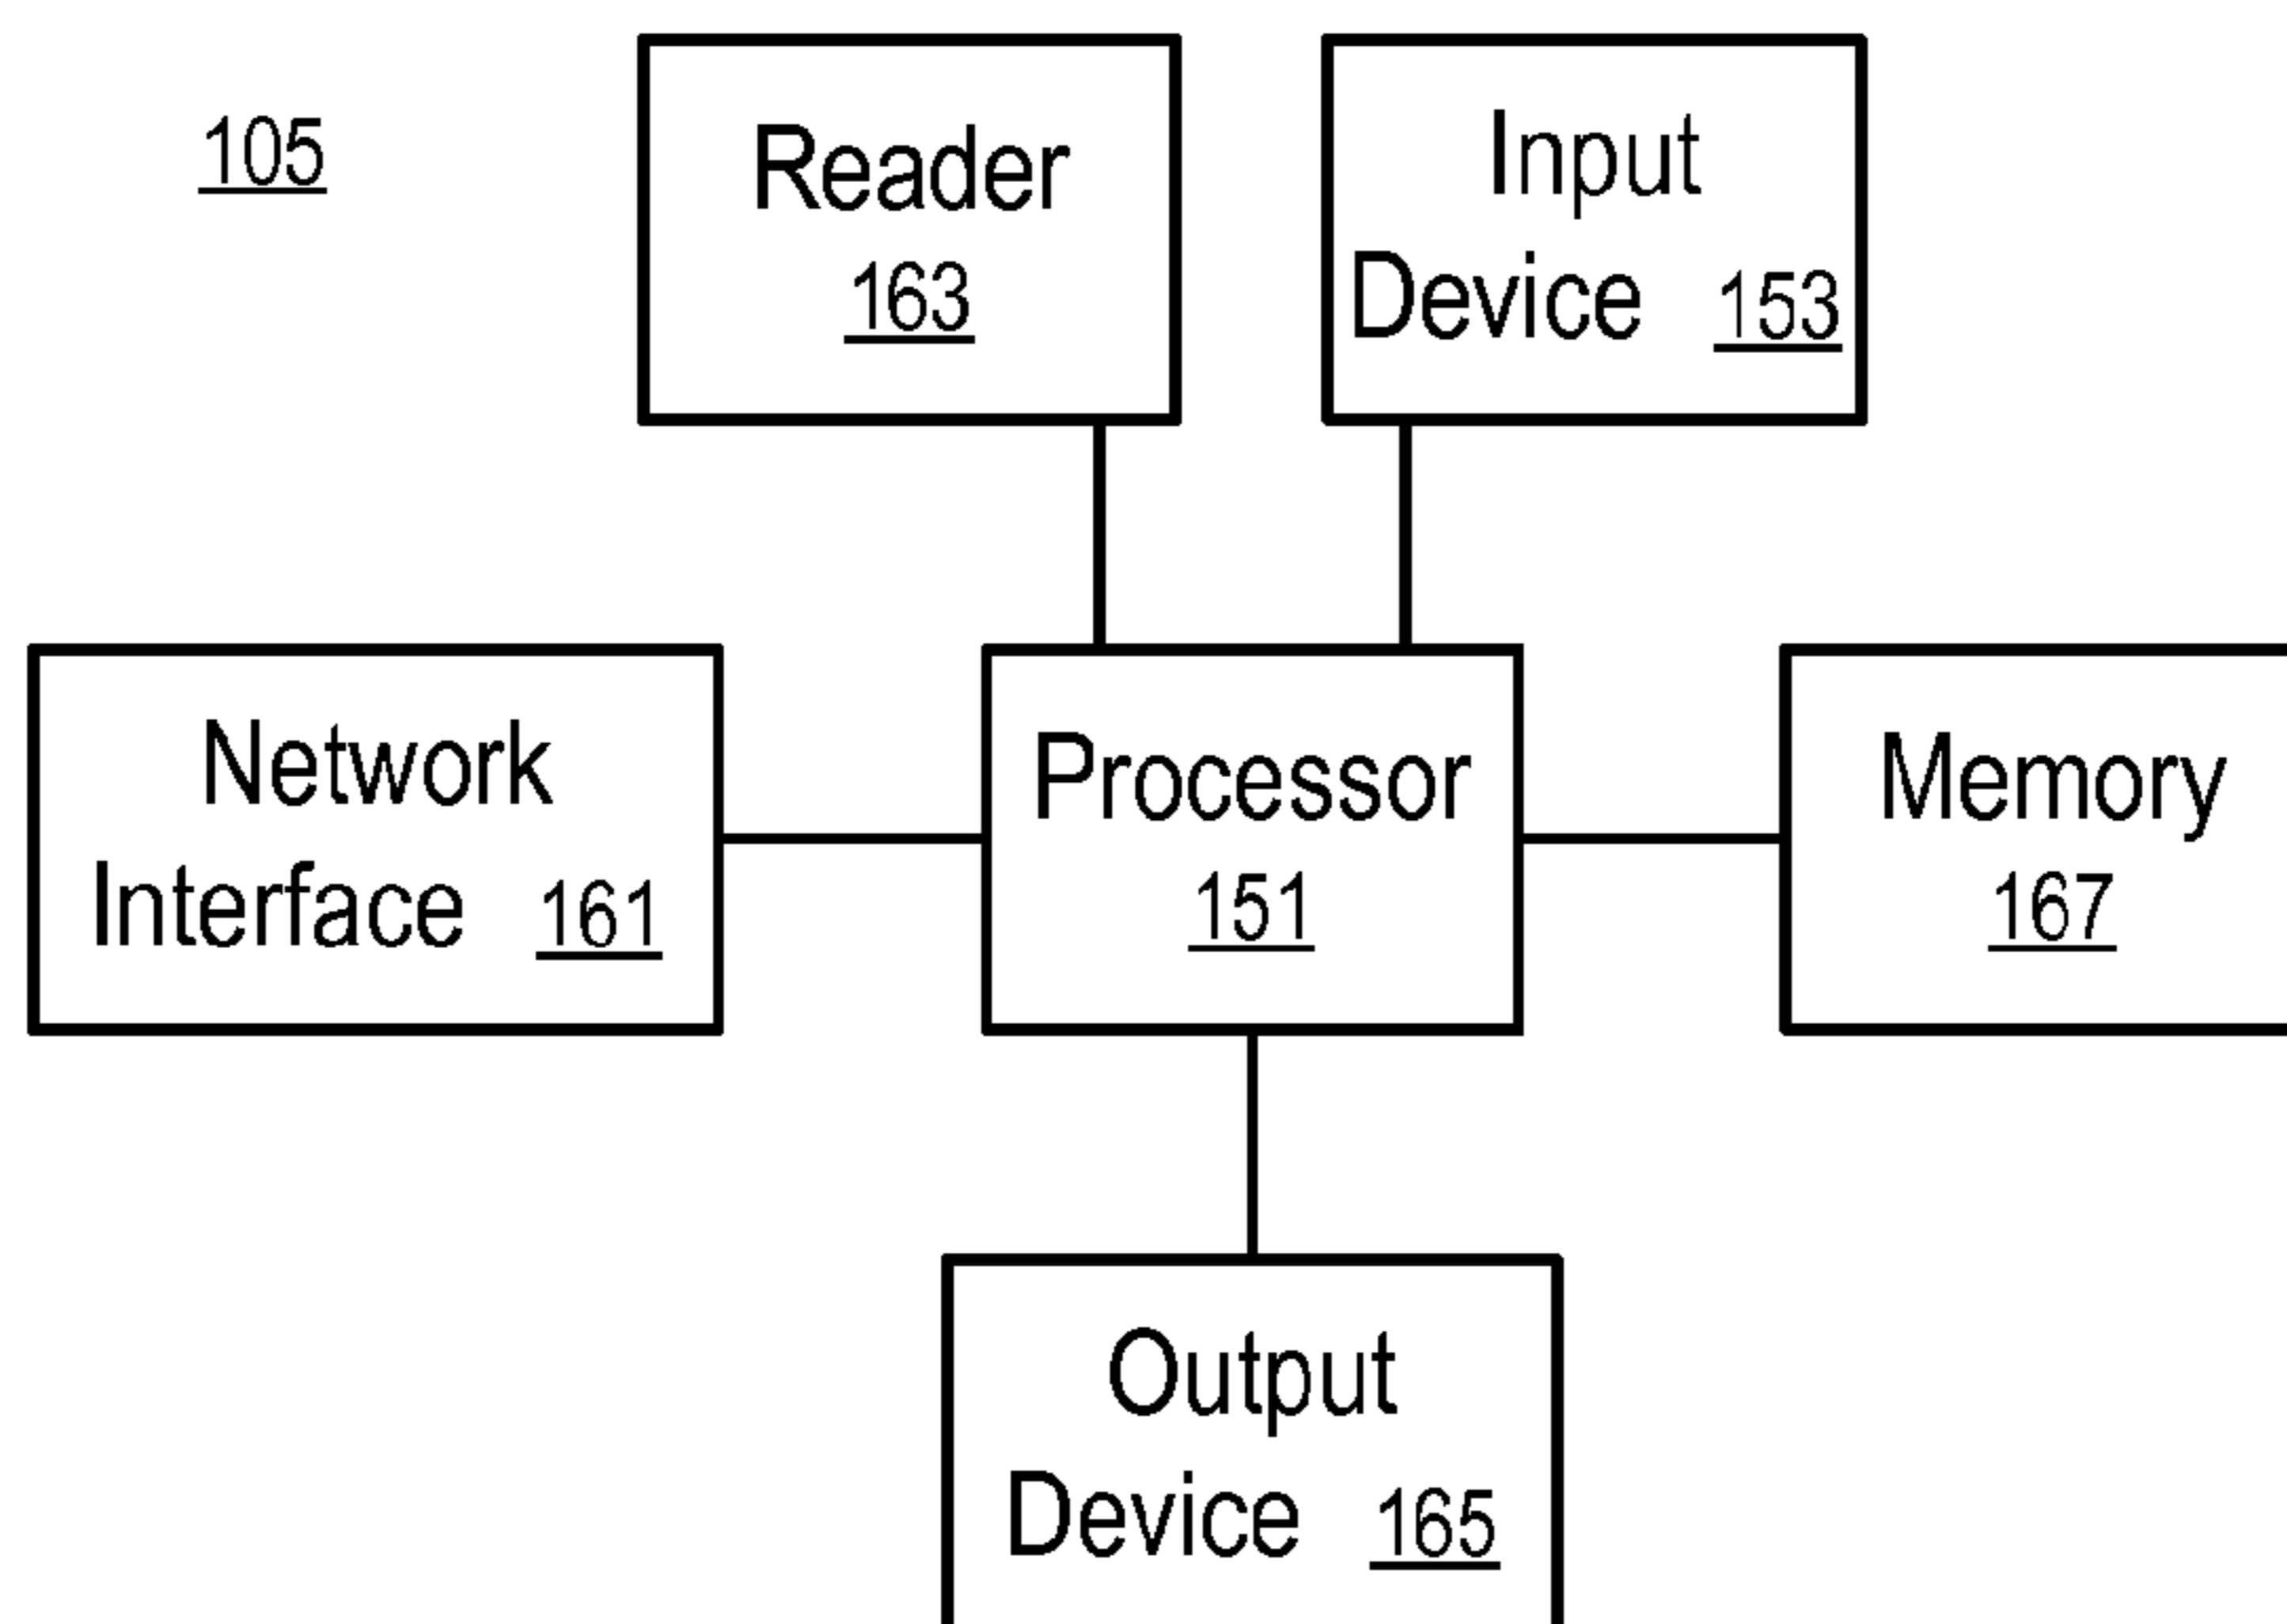 105
Reader
163
Input
Device 153
Network
Interface 161
Processor
151
Memory
167
Output
Device 165